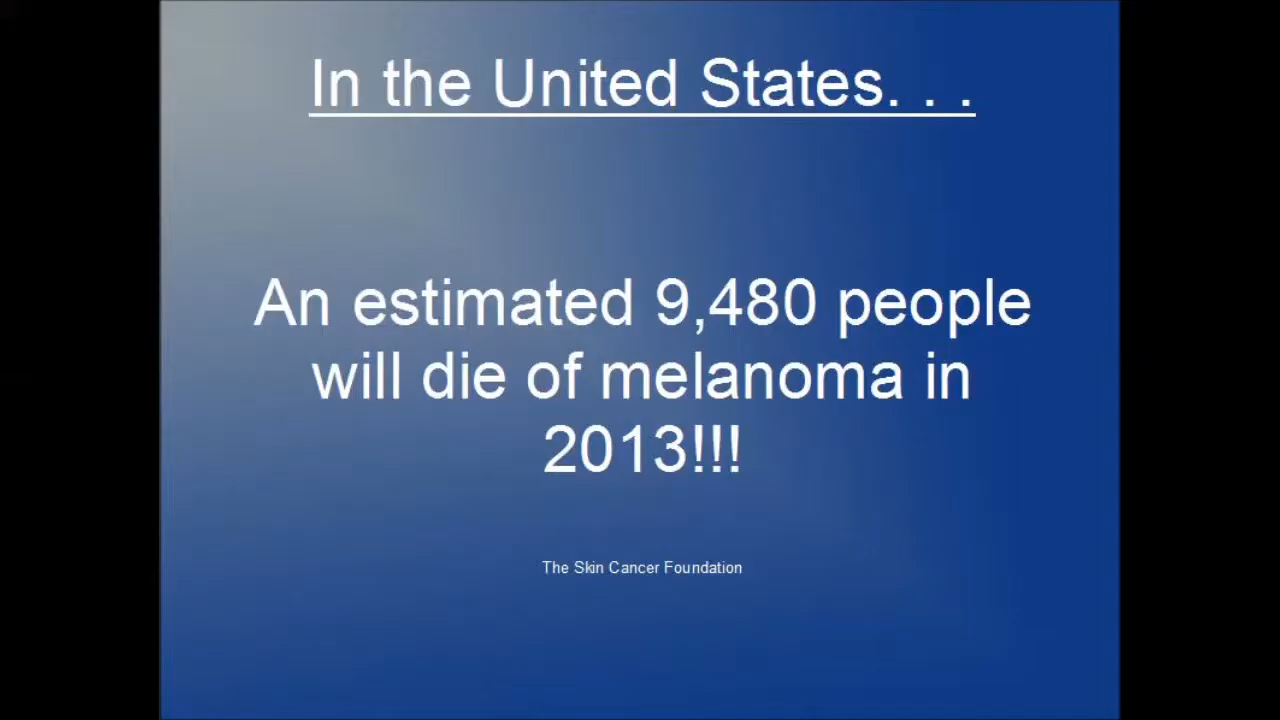 In the United States. . .
An estimated 9,480 people
will die of melanoma in
2013!!!
The Skin Cancer Foundation